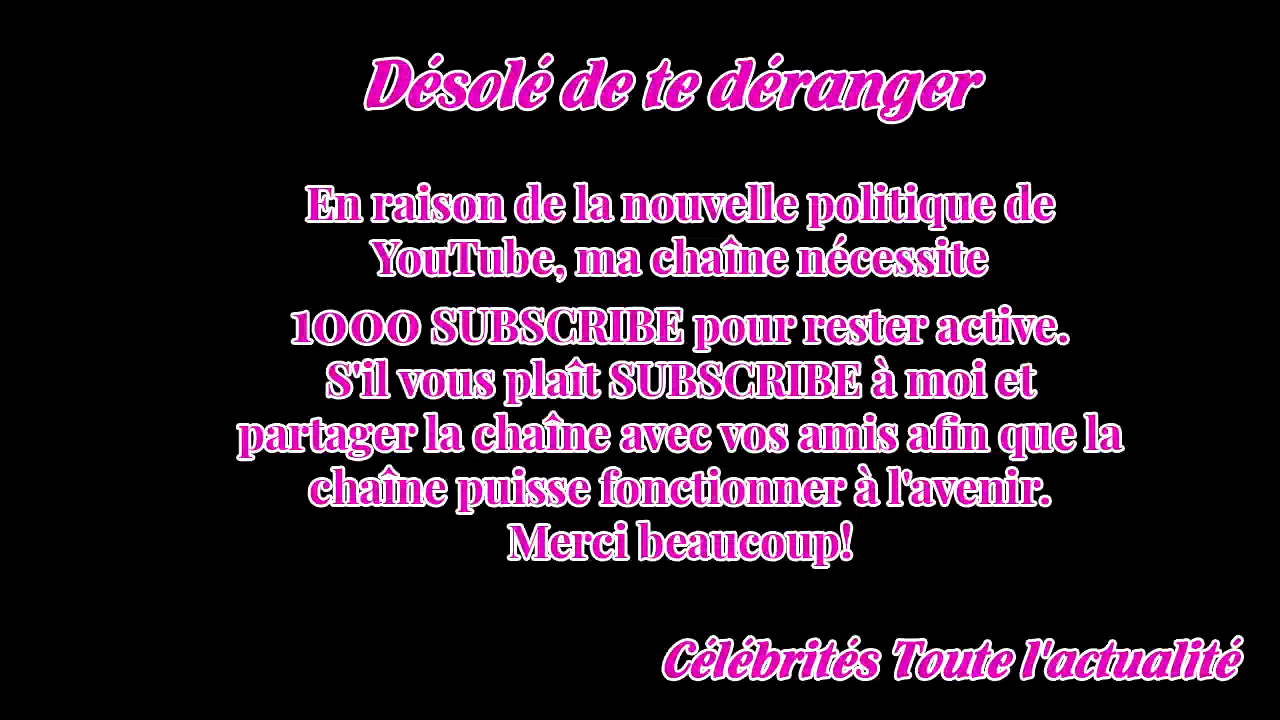 Désolé de te déranger
En raison de la nouvelle politique de
YouTube, ma chaîne nécessite
1000 SUBSCRIBE pour rester active.
S'il vous plaît SUBSCRIBE à moi et
partager la chaîne avec vos amis afin que la
chaîne puisse fonctionner à l'avenir.
Merci beaucoup!
Célébrités Toute l'actualité